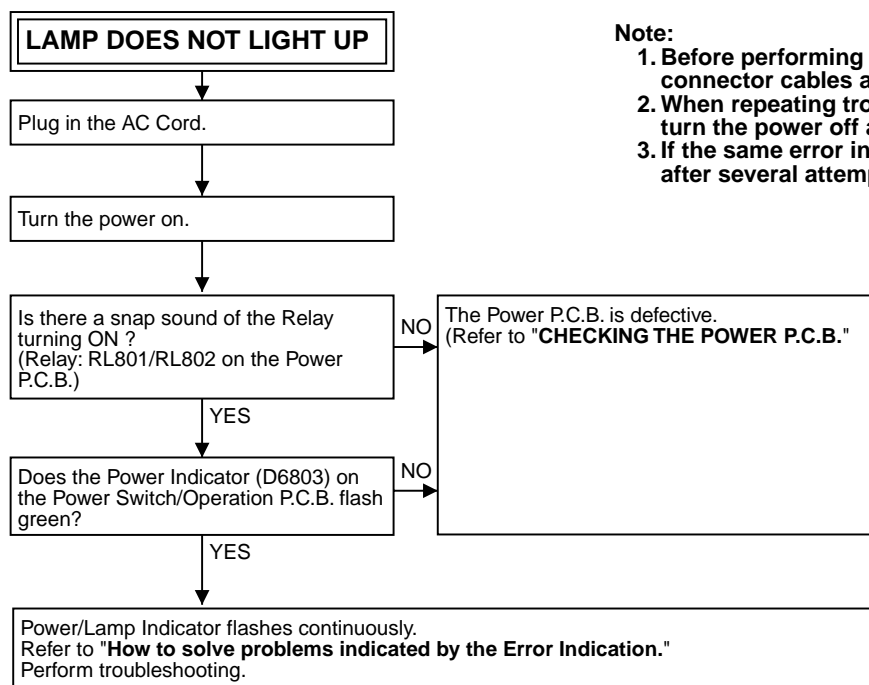 LAMP DOES NOT LIGHT UP
Plug in the AC Cord.
Turn the power on.
Is there a snap sound of the Relay
turning ON ?
(Relay: RL801/RL802 on the Power
P.C.B.)
NO
The Power P.C.B. is defective.
(Refer to "CHECKING THE POWER P.C.B."
YES
Does the Power Indicator (D6803) on
the Power Switch/Operation P.C.B. flash
green?
NO
YES
Power/Lamp Indicator flashes continuously.
Refer to "How to solve problems indicated by the Error Indication."
Perform troubleshooting.
Note:
1. Before performing
connector cables
2. When repeating
turn the power off
3. If the same error
after several